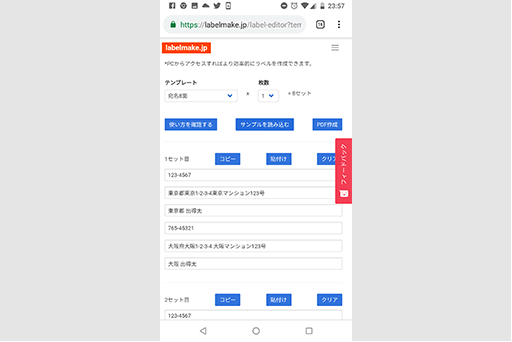 23:57
https://labelmake.jp/label-editor?tem
18
labelmake.jp
*PCからアクセスすればより効率的にラベルを作成できます。
テンプレート 枚数
宛名8面 x 1 =8セット
使い方を確認する サンプルを読み込む PDF作成
フィードバック
1セット目 コピー 貼付け クリア
123-4567
東京都東京1-2-3-4東京マンション123号
東京都 出得太
765-45321
大阪府大阪1-2-3-4 大阪マンション123号
大阪 出得太
2セット目 コピー 貼付け クリア
123-4567